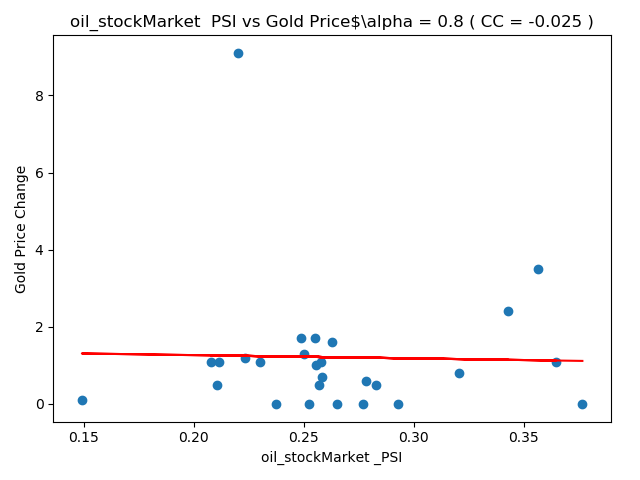 oil_stockMarket  PSI vs Gold Price$\alpha = 0.8 ( CC = -0.025 )
8
6
4
2
0
Gold Price Change
0.15 0.20 0.25 0.30 0.35
oil_stockMarket _PSI